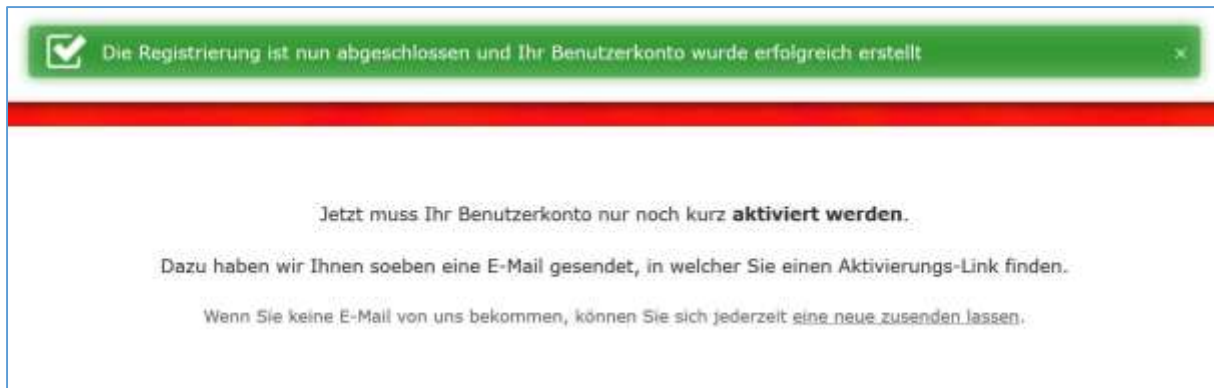 Die Registrierung ist nun abgeschlossen und Ihr Benutzerkonto wurde erfolgreich erstellt ×
Jetzt muss Ihr Benutzerkonto nur noch kurz aktiviert werden.
Dazu haben wir Ihnen soeben eine E-Mail gesendet, in welcher Sie einen Aktivierungs-Link finden.
Wenn Sie keine E-Mail von uns bekommen, können Sie sich jederzeit eine neue zusenden lassen.